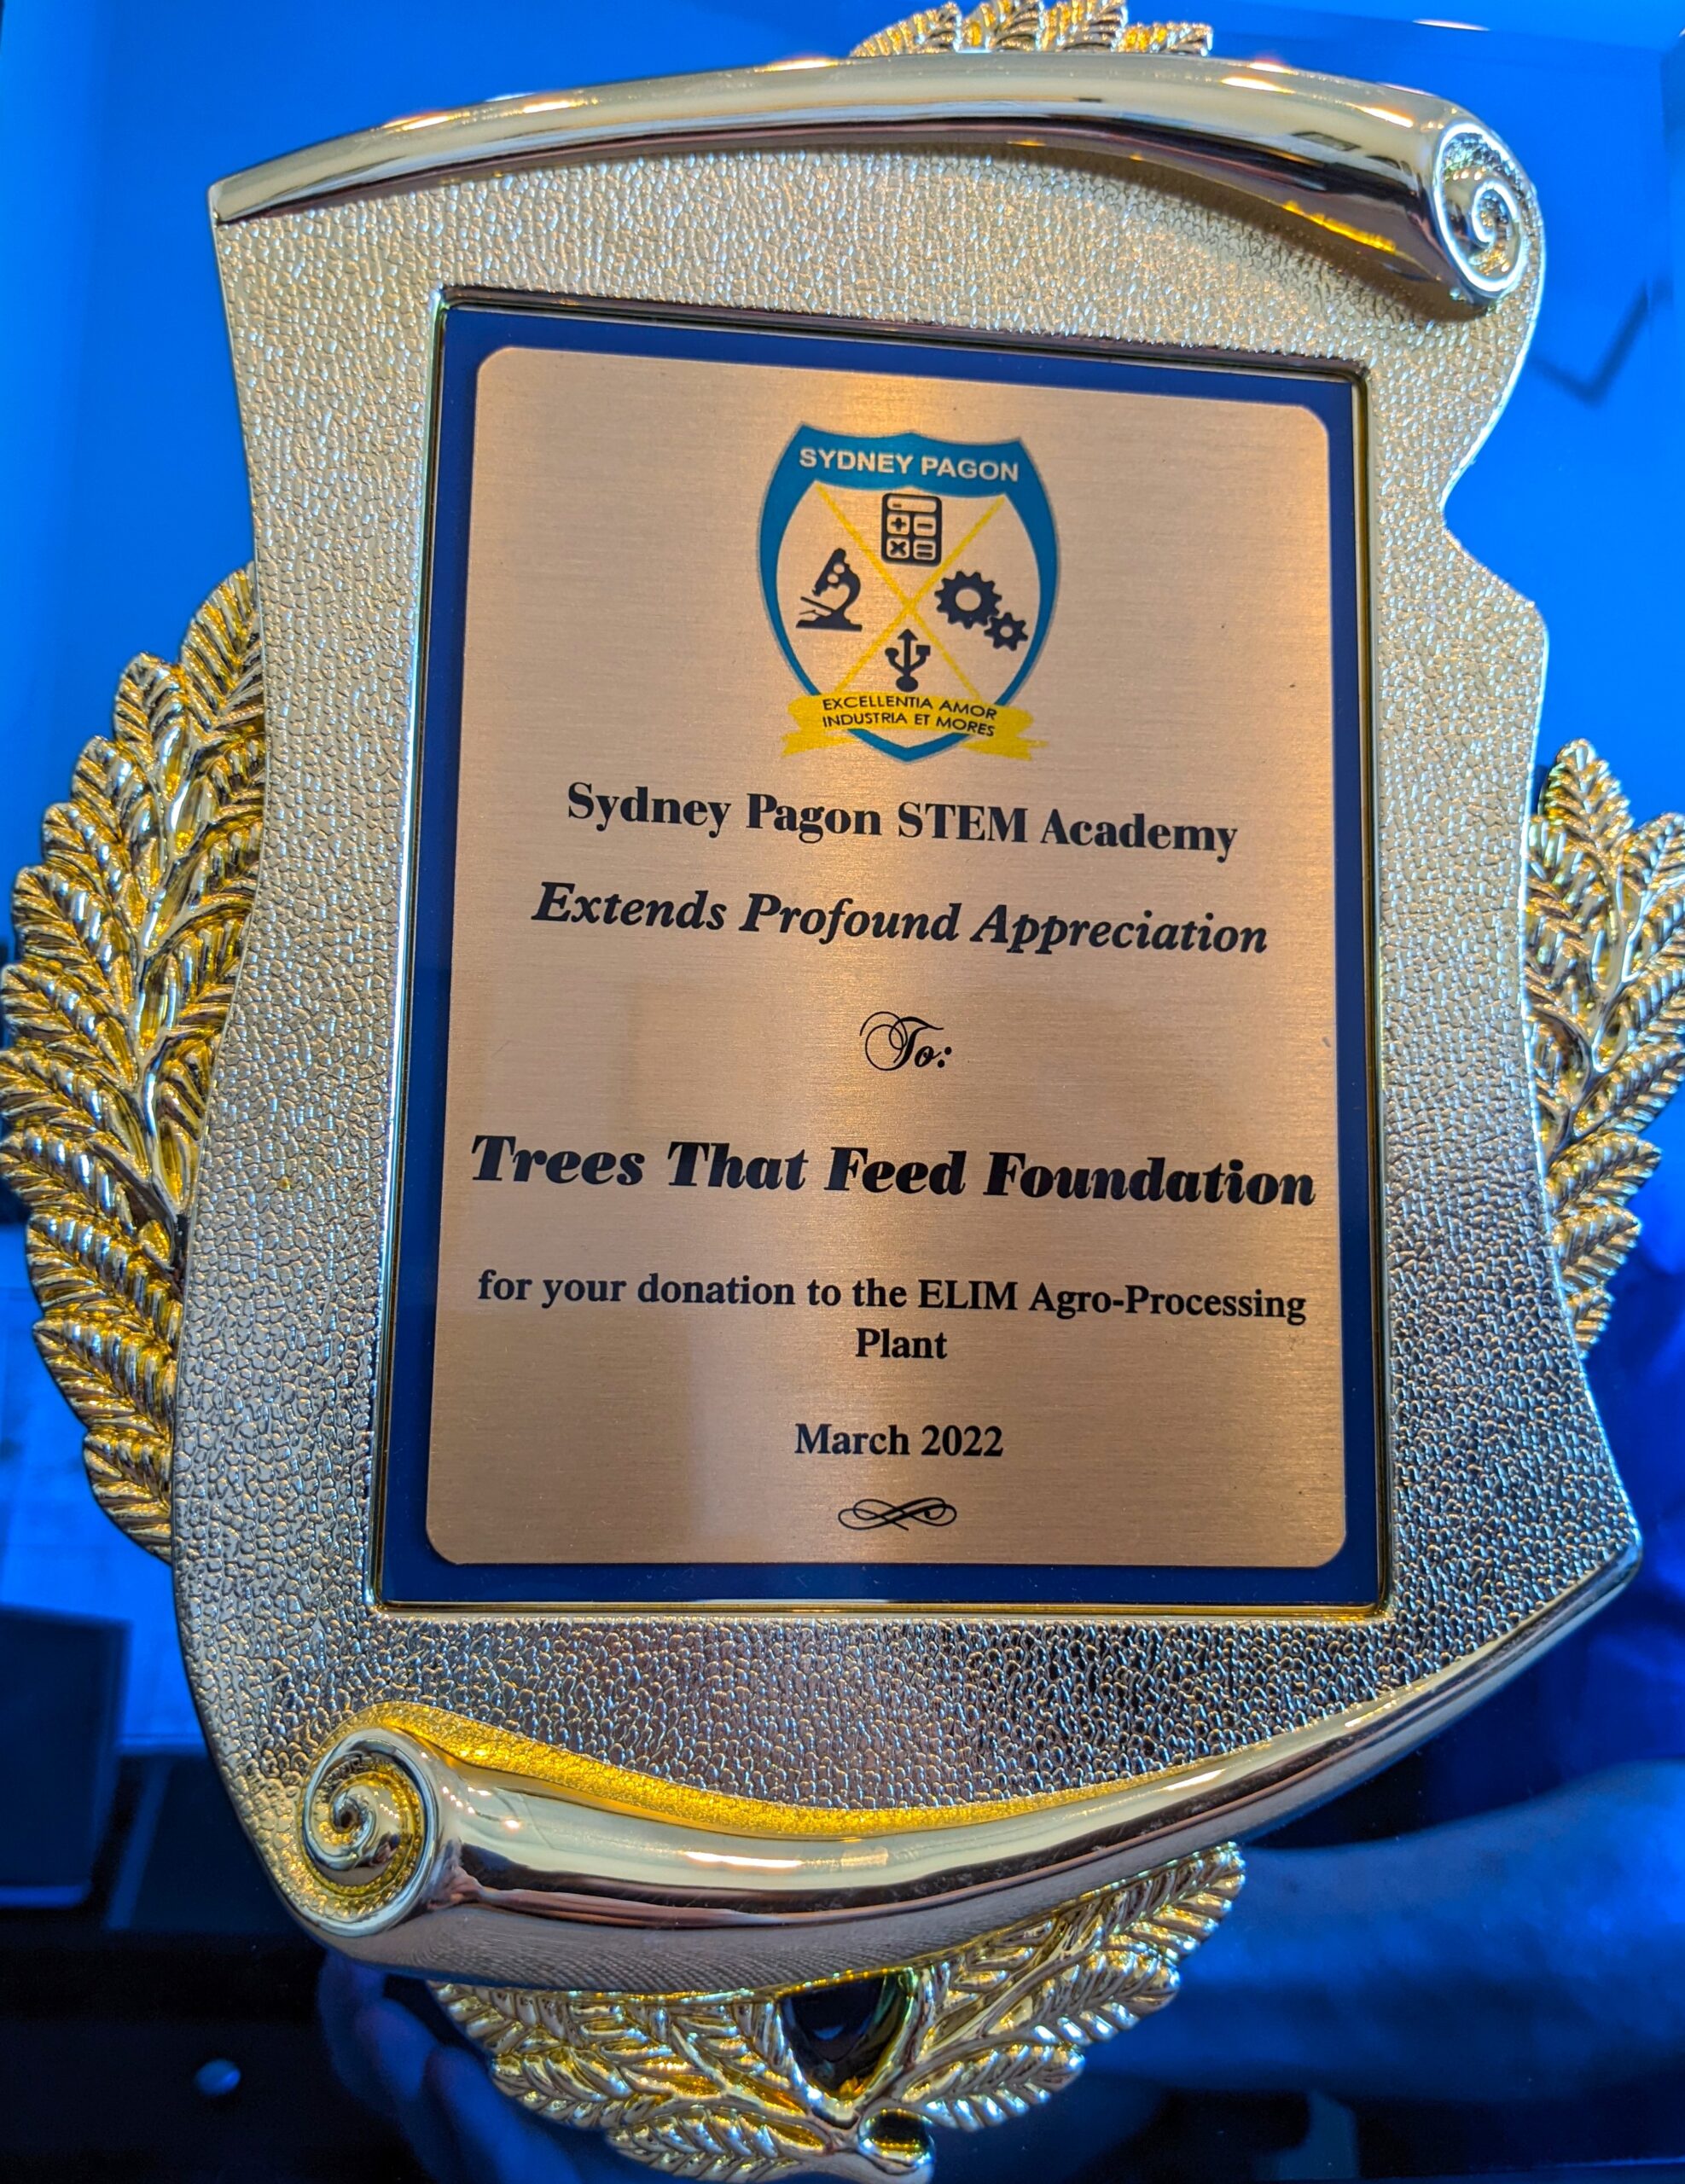 SYDNEY PAGON
EXCELLENTIA AMOR
INDUSTRIA ET MORES
Sydney Pagon STEM Academy
Extends Profound Appreciation
To:
Trees That Feed Foundation
for your donation to the ELIM Agro-Processing
Plant
March 2022